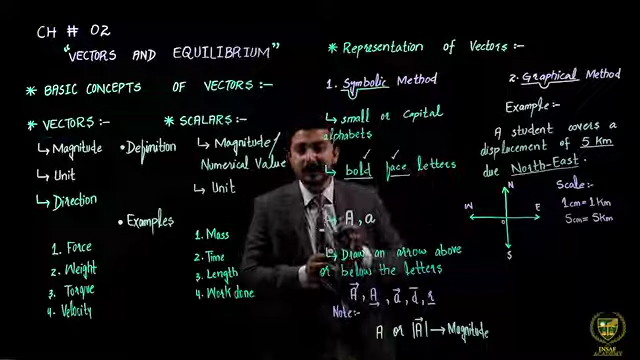 CH # 02
"VECTORS AND EQUILIBRIUM"
* BASIC CONCEPTS OF VECTORS :-
* VECTORS :-
↳ Magnitude
↳ Unit
↳ Direction
• Definition
• Examples
1. Force
2. Weight
3. Torque
4. Velocity
* SCALARS :-
↳ Magnitude/
Numerical Value
↳ Unit
1. Mass
2. Time
3. Length
4. Work done
* Representation of Vectors :-
1. Symbolic Method
↳ small or capital
alphabets
↳ bold face letters
A, a
↳ Draw an arrow above
or below the letters
Note:-
A or |A⃗| → Magnitude
2. Graphical Method
Example :-
A student covers a
displacement of 5 Km
due North-East.
Scale :-
1cm = 1Km
5cm = 5Km
N
W
E
o
S
INSAF
ACADEMY